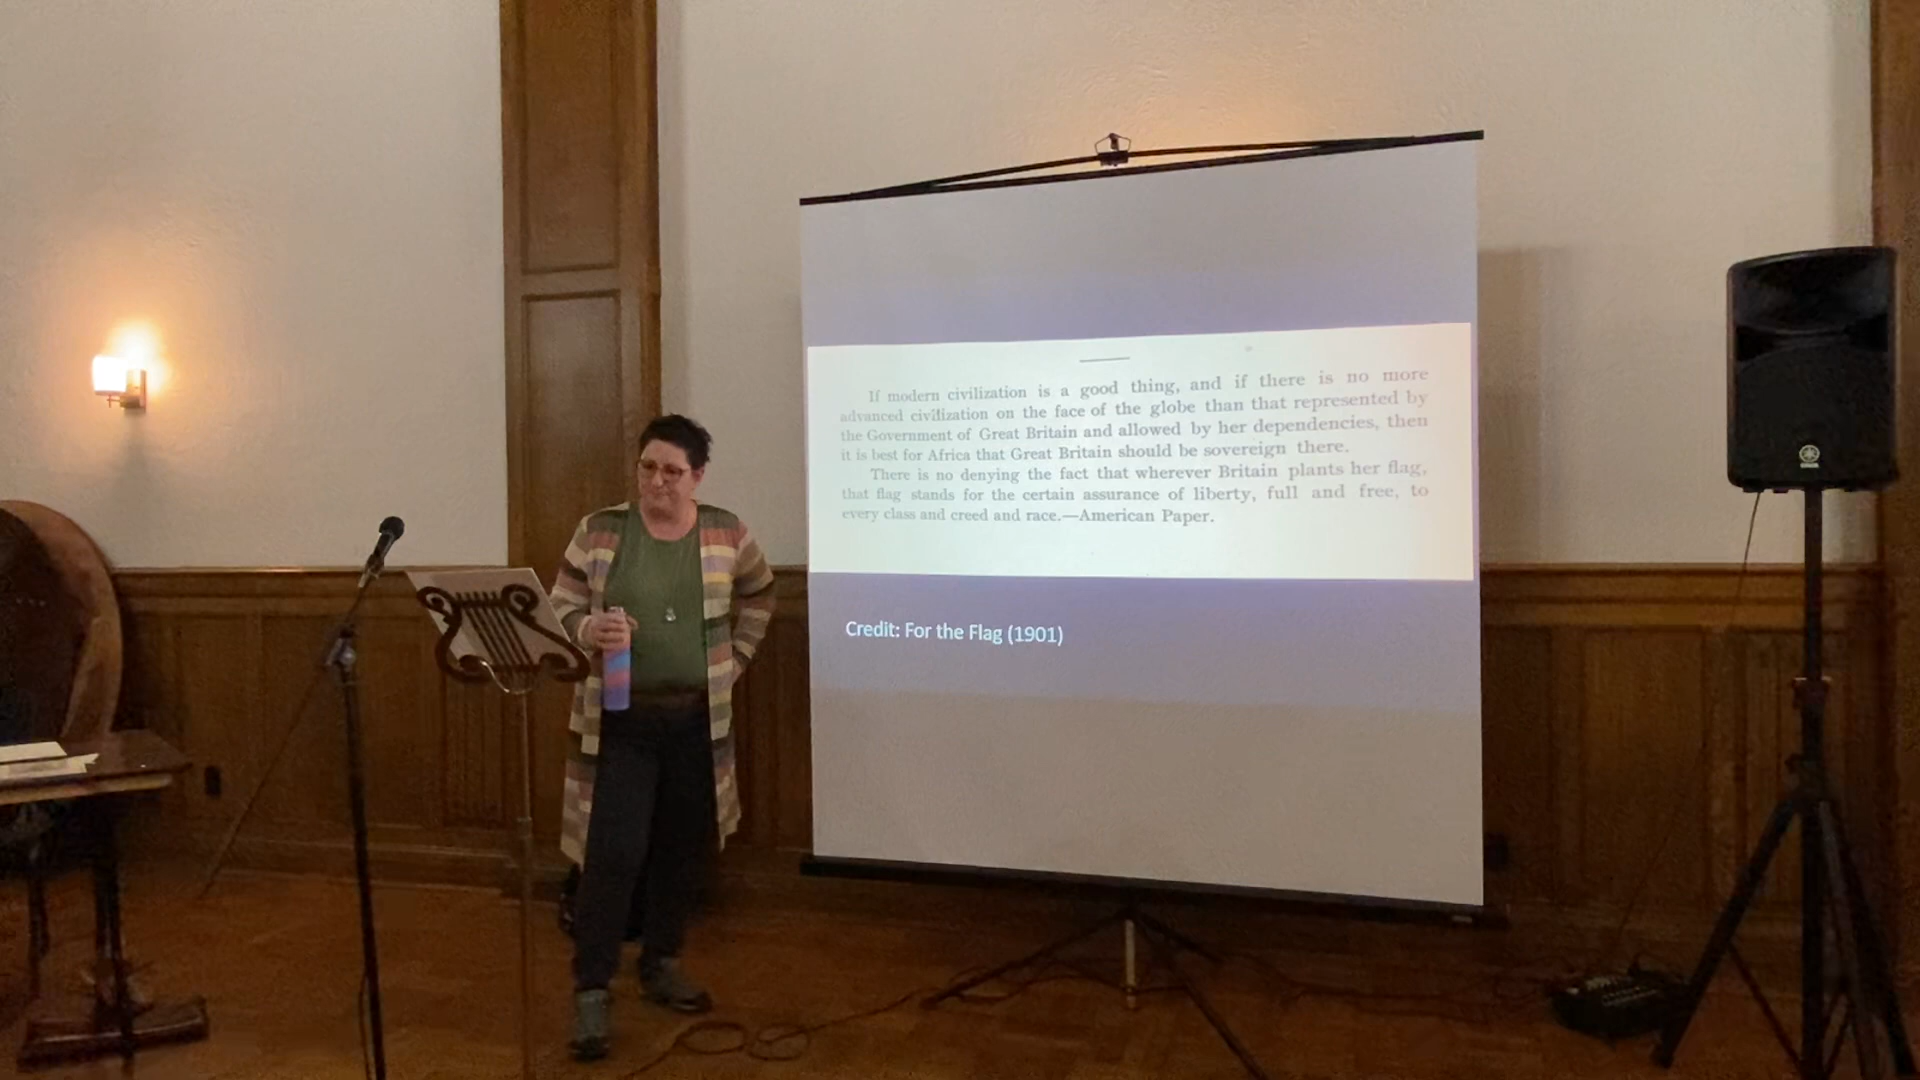 If modern civilization is a good thing, and if there is no more
advanced civilization on the face of the globe than that represented by
the Government of Great Britain and allowed by her dependencies, then
it is best for Africa that Great Britain should be sovereign there.
There is no denying the fact that wherever Britain plants her flag,
that flag stands for the certain assurance of liberty, full and free, to
every class and creed and race.—American Paper.
Credit: For the Flag (1901)